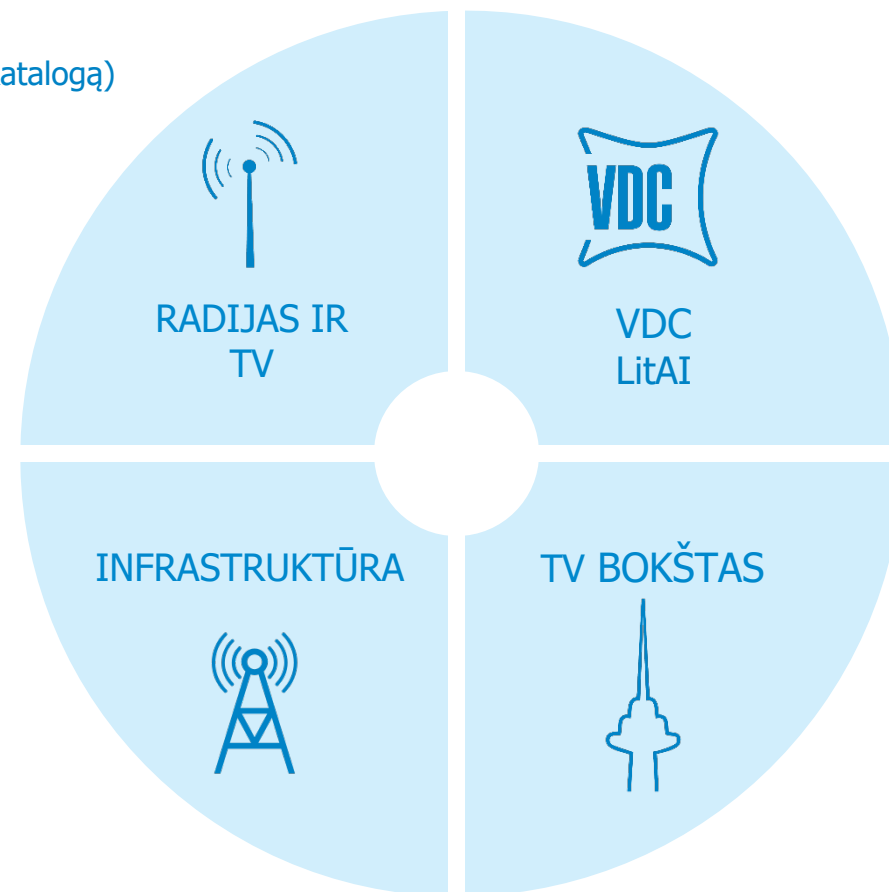 atalogą)
VDC
RADIJAS IR
TV
VDC
LitAI
INFRASTRUKTŪRA
TV BOKŠTAS